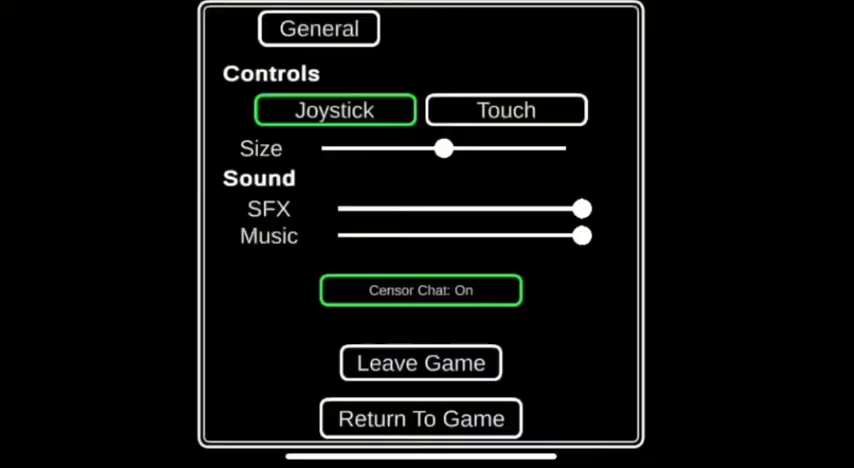 General
Controls
Joystick Touch
Size
Sound
SFX
Music
Censor Chat: On
Leave Game
Return To Game